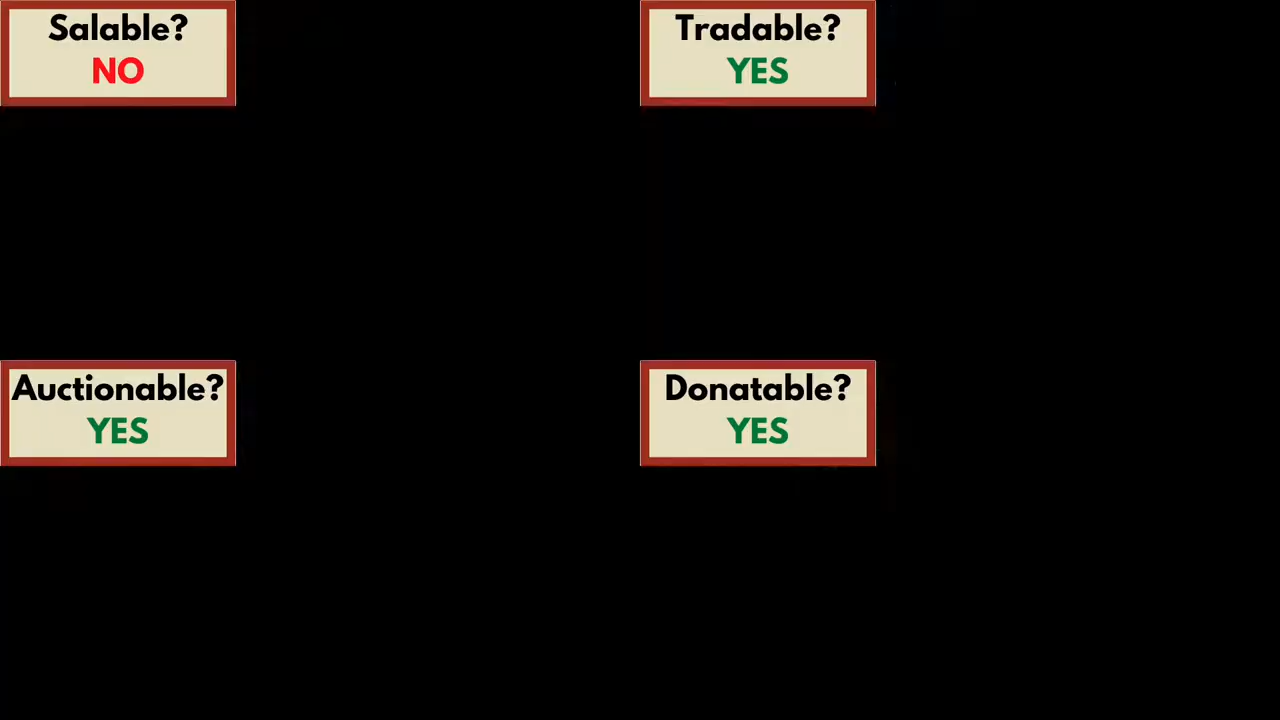 Salable?
NO
Tradable?
YES
Auctionable?
YES
Donatable?
YES